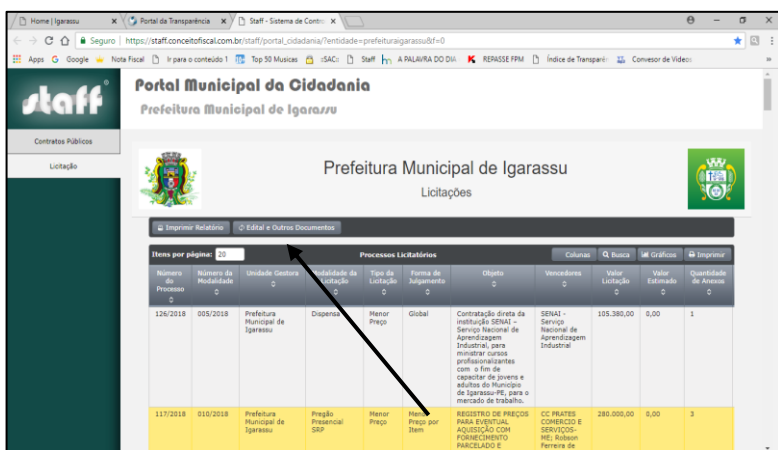 Home | Igarassu
Portal da Transparência
Staff - Sistema de Contro
Seguro
https://staff.conceitofiscal.com.br/staff/portal_cidadania/?entidade=prefeituraigarassu&f=0
Apps
Google
Nota Fiscal
Ir para o conteúdo 1
Top 50 Musicas
:SAC::
Staff
A PALAVRA DO DIA
REPASSE FPM
Índice de Transparên
Convesor de Videos
staff
Portal Municipal da Cidadania
Prefeitura Municipal de Igarassu
Contratos Públicos
Licitação
Prefeitura Municipal de Igarassu
Licitações
Imprimir Relatório
Edital e Outros Documentos
Itens por página: 20
Processos Licitatórios
Colunas
Busca
Gráficos
Imprimir
Número do Processo
Número da Modalidade
Unidade Gestora
Modalidade da Licitação
Tipo da Licitação
Forma de Julgamento
Objeto
Vencedores
Valor Licitação
Valor Estimado
Quantidade de Anexos
126/2018
005/2018
Prefeitura
Municipal de
Igarassu
Dispensa
Menor
Preço
Global
Contratação direta da
instituição SENAI -
Serviço Nacional de
Aprendizagem
Industrial, para
ministrar cursos
profissionalizantes
com o fim de
capacitar de jovens e
adultos do Município
de Igarassu-PE, para o
mercado de trabalho.
SENAI -
Serviço
Nacional de
Aprendizagem
Industrial
105.380,00
0,00
1
117/2018
010/2018
Prefeitura
Municipal de
Igarassu
Pregão
Presencial
SRP
Menor
Preço
Menor
Preço por
Item
REGISTRO DE PREÇOS
PARA EVENTUAL
AQUISIÇÃO COM
FORNECIMENTO
PARCELADO E
CC PRATES
COMERCIO E
SERVIÇOS-
ME; Robson
Ferreira de
280.000,00
0,00
3